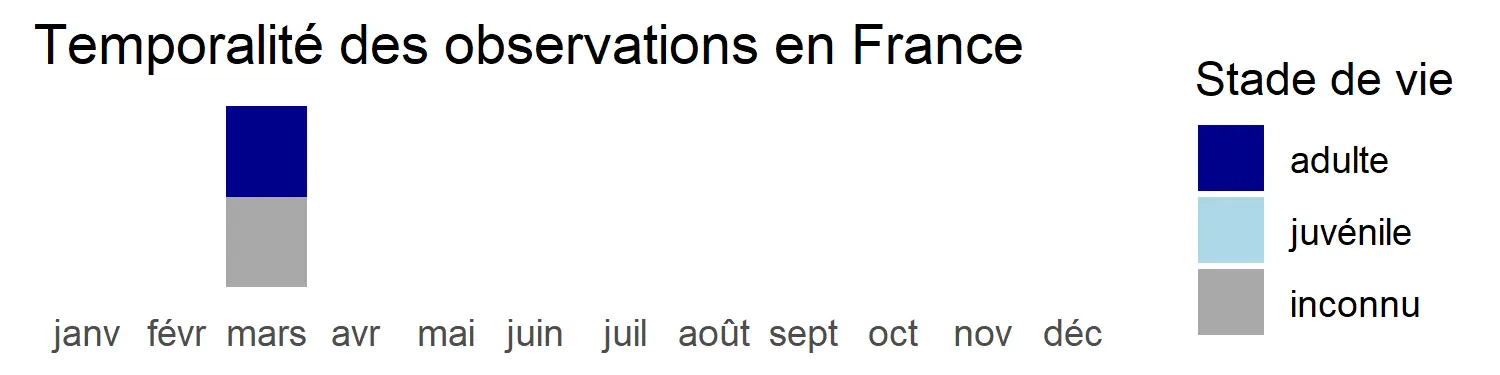 Temporalité des observations en France
janv févr mars avr mai juin juil août sept oct nov déc
Stade de vie
adulte
juvénile
inconnu